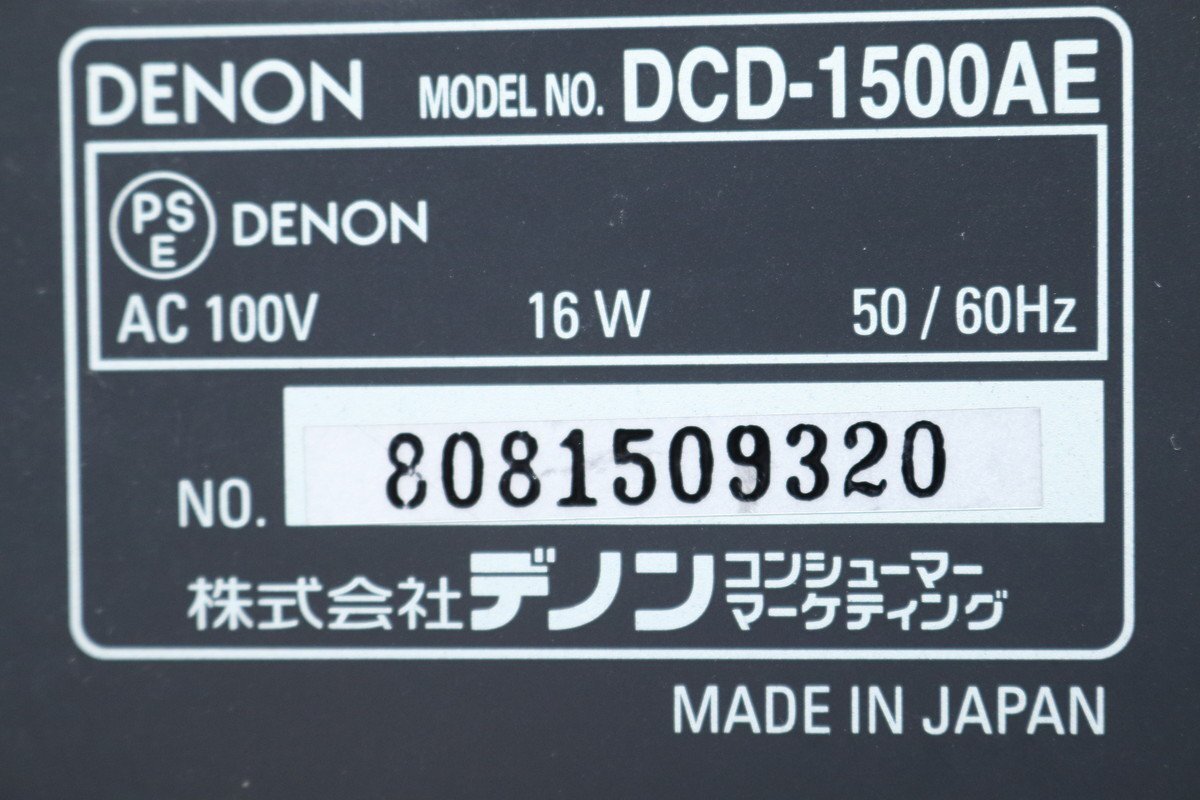 DENON MODEL NO. DCD-1500AE
PS
E
DENON
AC 100V 16 W 50 / 60Hz
NO. 8081509320
株式会社デノン コンシューマー
マーケティング
MADE IN JAPAN